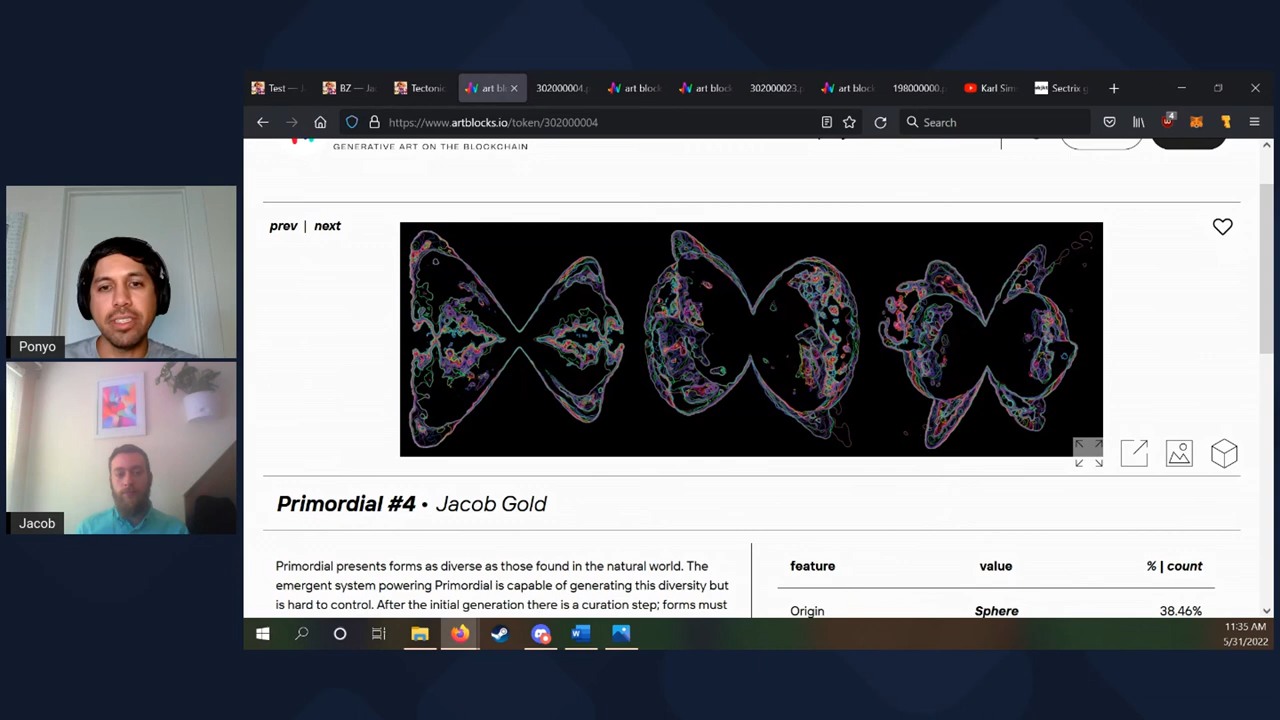 Test — J
BZ — Ja
Tectonic
art blo
302000004.p
art block
art block
302000023.p
art block
198000000.p
Karl Sims
Sectrix g
https://www.artblocks.io/token/302000004
Search
4
GENERATIVE ART ON THE BLOCKCHAIN
prev | next
Ponyo
Jacob
Primordial #4 • Jacob Gold
Primordial presents forms as diverse as those found in the natural world. The
emergent system powering Primordial is capable of generating this diversity but
is hard to control. After the initial generation there is a curation step; forms must
feature value % | count
Origin Sphere 38.46%
11:35 AM
5/31/2022